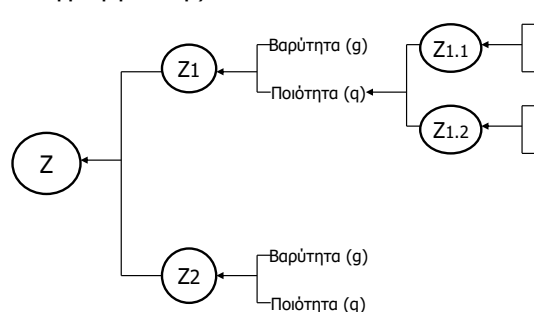 Βαρύτητα (g)
Z1
Z1.1
Ποιότητα (q)
Z1.2
Z
Βαρύτητα (g)
Z2
Ποιότητα (q)